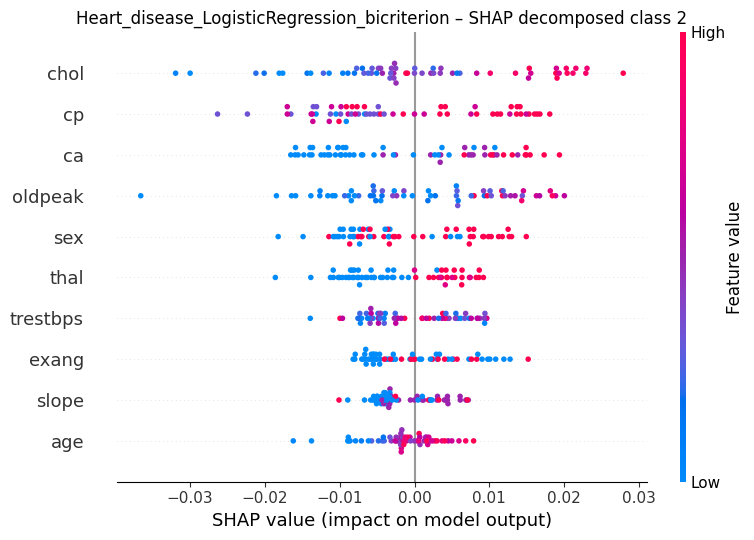 Heart_disease_LogisticRegression_bicriterion – SHAP decomposed class 2
High
chol
cp
ca
oldpeak
sex
thal
trestbps
exang
slope
age
Feature value
Low
−0.03 −0.02 −0.01 0.00 0.01 0.02 0.03
SHAP value (impact on model output)